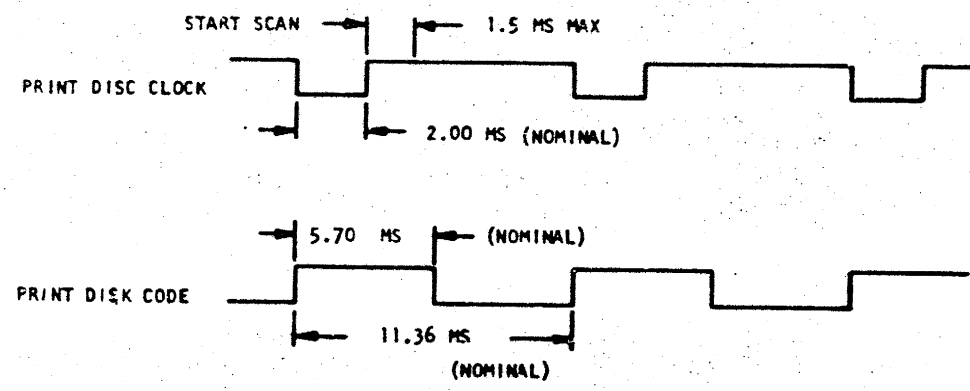 START SCAN 1.5 MS MAX
PRINT DISC CLOCK
2.00 MS (NOMINAL)
5.70 MS (NOMINAL)
PRINT DISK CODE
11.36 MS
(NOMINAL)